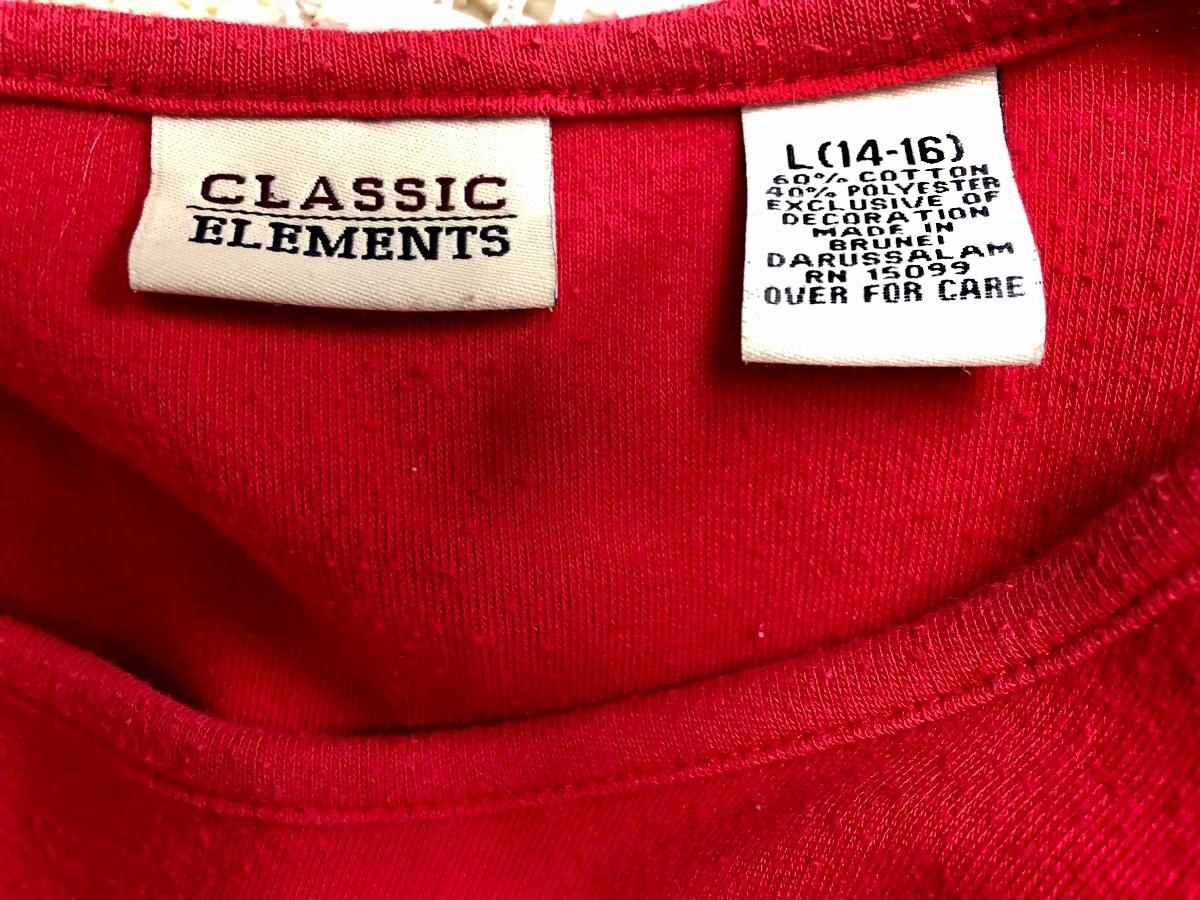 CLASSIC
ELEMENTS
L(14-16)
60% COTTON
40% POLYESTER
EXCLUSIVE OF
DECORATION
MADE IN
BRUNEI
DARUSSALAM
RN 15099
OVER FOR CARE